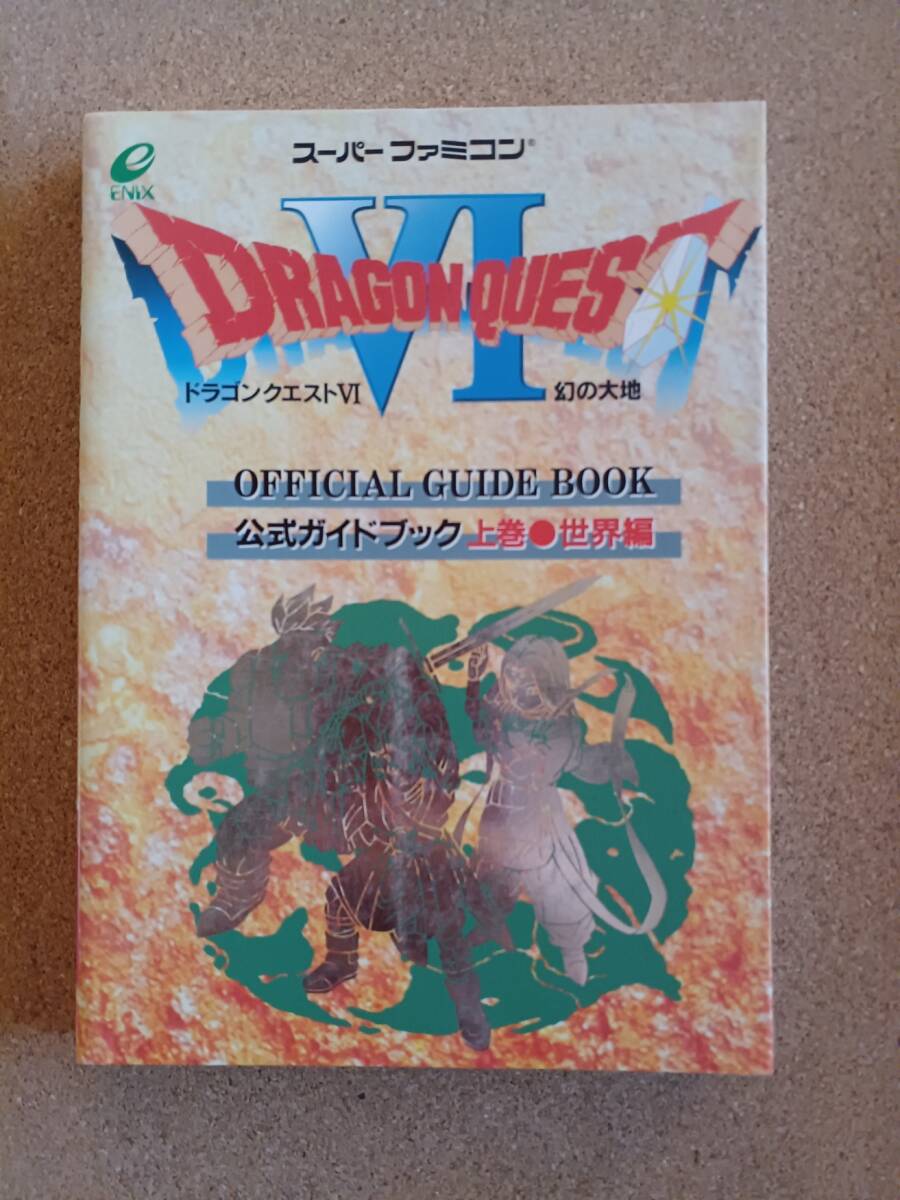 ENIX
スーパーファミコン®
DRAGON QUEST
VI
ドラゴンクエストVI 幻の大地
OFFICIAL GUIDE BOOK
公式ガイドブック 上巻●世界編